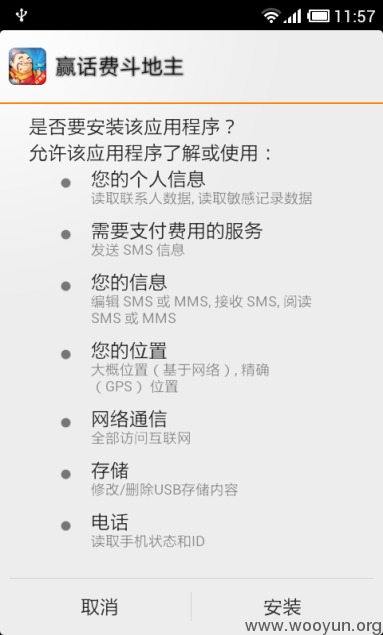 11:57
赢话费斗地主
是否要安装该应用程序？
允许该应用程序了解或使用：
您的个人信息
读取联系人数据, 读取敏感记录数据
需要支付费用的服务
发送 SMS 信息
您的信息
编辑 SMS 或 MMS, 接收 SMS, 阅读
SMS 或 MMS
您的位置
大概位置（基于网络）, 精确
（GPS） 位置
网络通信
全部访问互联网
存储
修改/删除USB存储内容
电话
读取手机状态和ID
取消
安装
www.wooyun.org